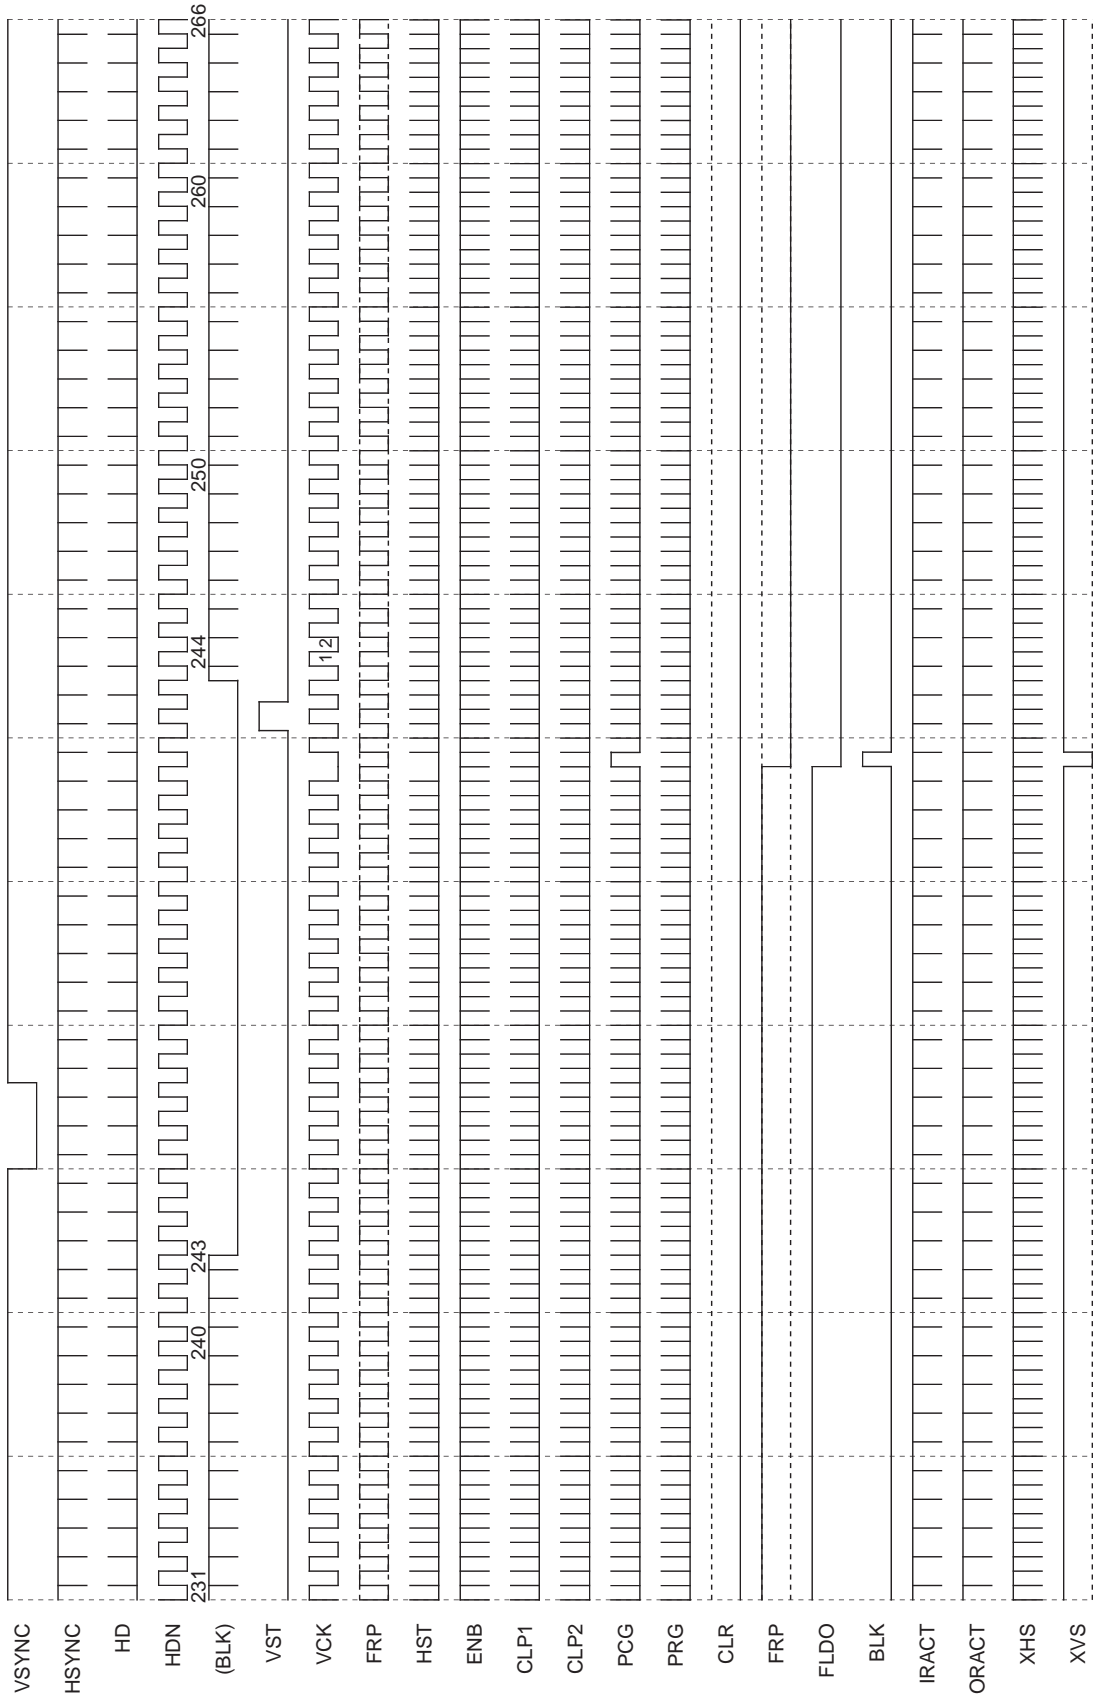 VSYNC
HSYNC
HD
HDN
(BLK)
231 240 243 244 250 260 266
VST
VCK
1 2
FRP
HST
ENB
CLP1
CLP2
PCG
PRG
CLR
FRP
FLDO
BLK
IRACT
ORACT
XHS
XVS